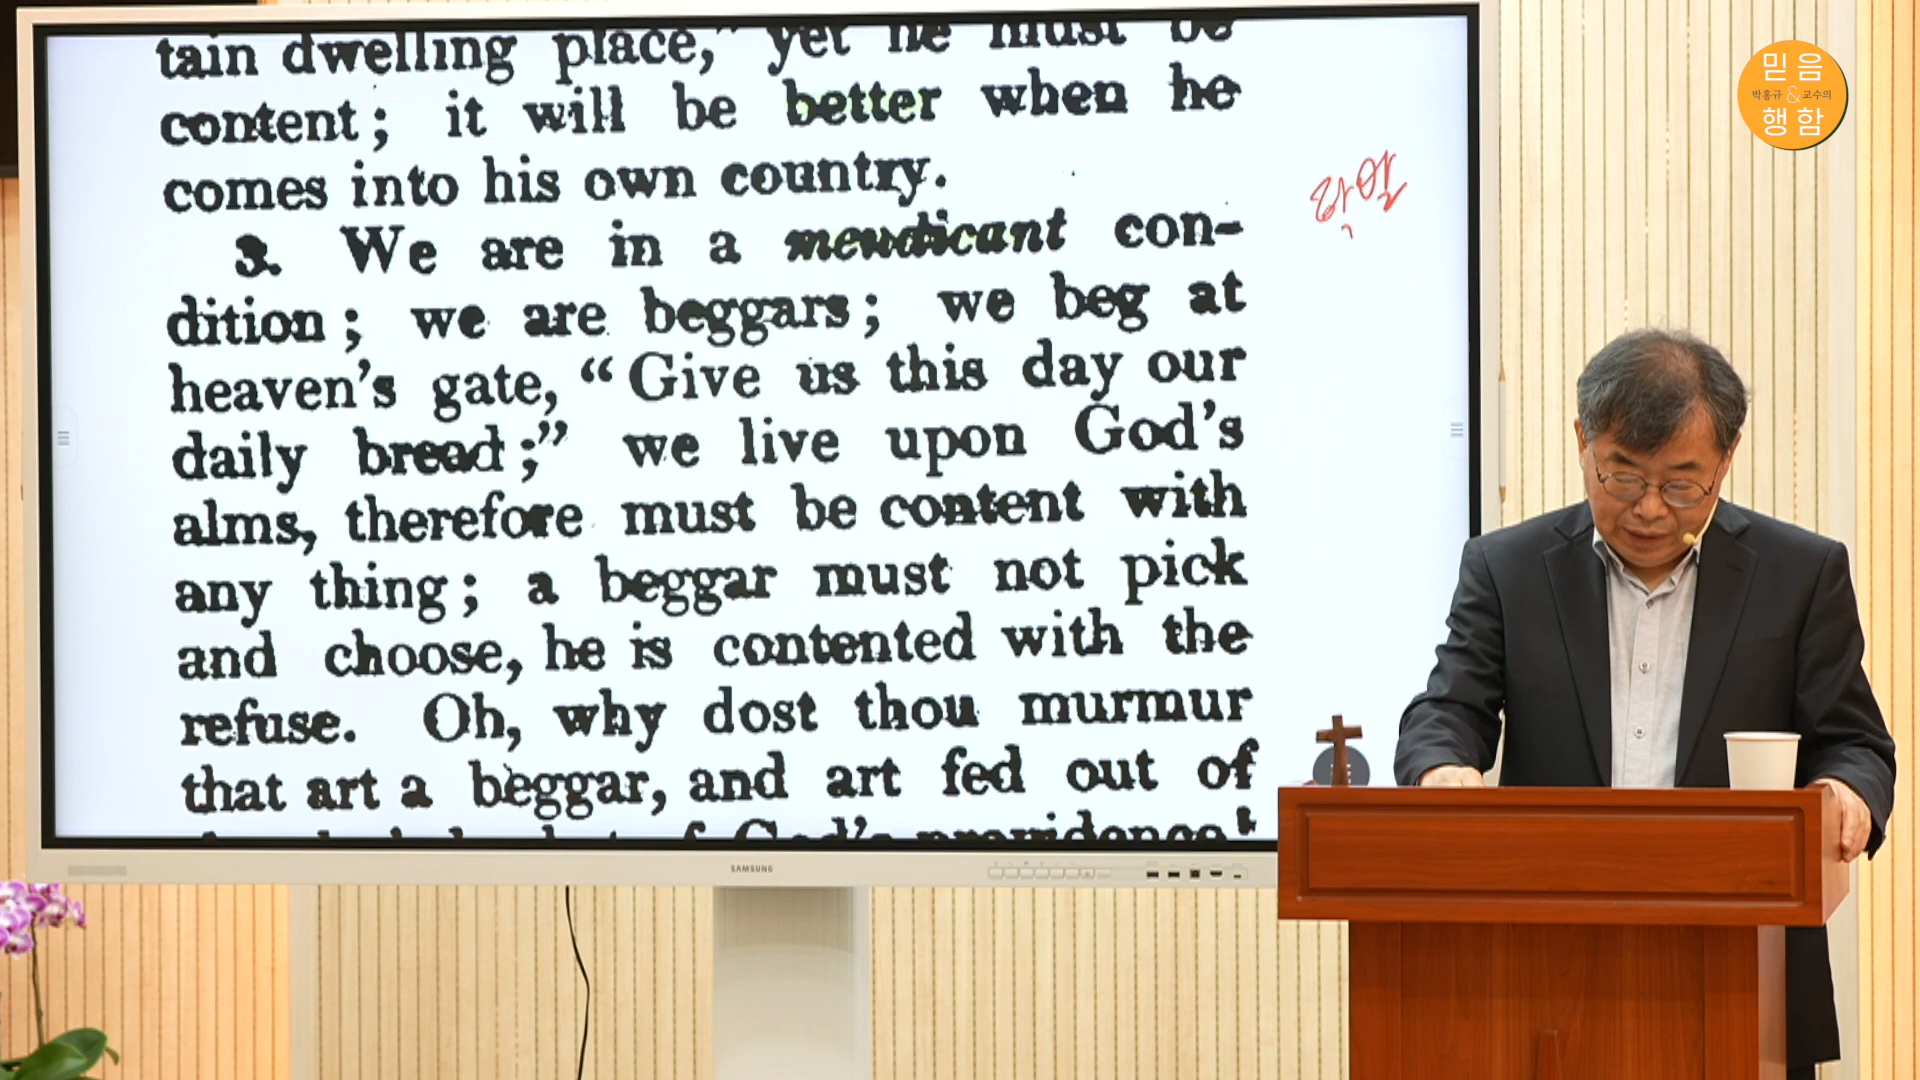 tain dwelling place," yet he must be
content; it will be better when he
comes into his own country.
3. We are in a mendicant con-
dition; we are beggars; we beg at
heaven's gate, "Give us this day our
daily bread;" we live upon God's
alms, therefore must be content with
any thing; a beggar must not pick
and choose, he is contented with the
refuse. Oh, why dost thou murmur
that art a beggar, and art fed out of
of God's providence!
SAMSUNG
믿음
박홍규 & 교수의
행함